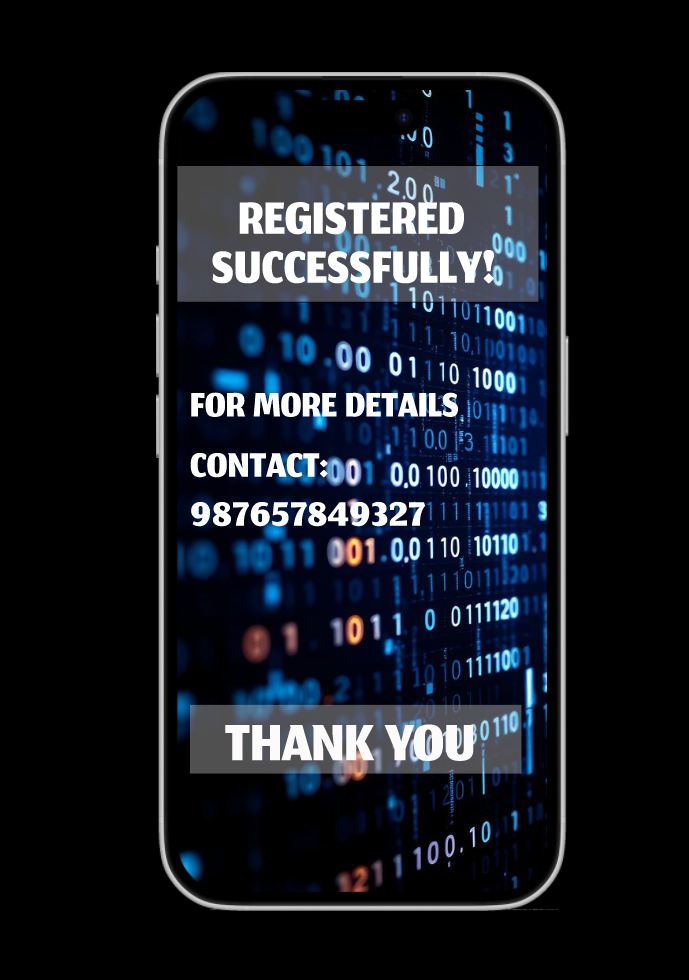 REGISTERED
SUCCESSFULLY!
FOR MORE DETAILS
CONTACT:
987657849327
THANK YOU